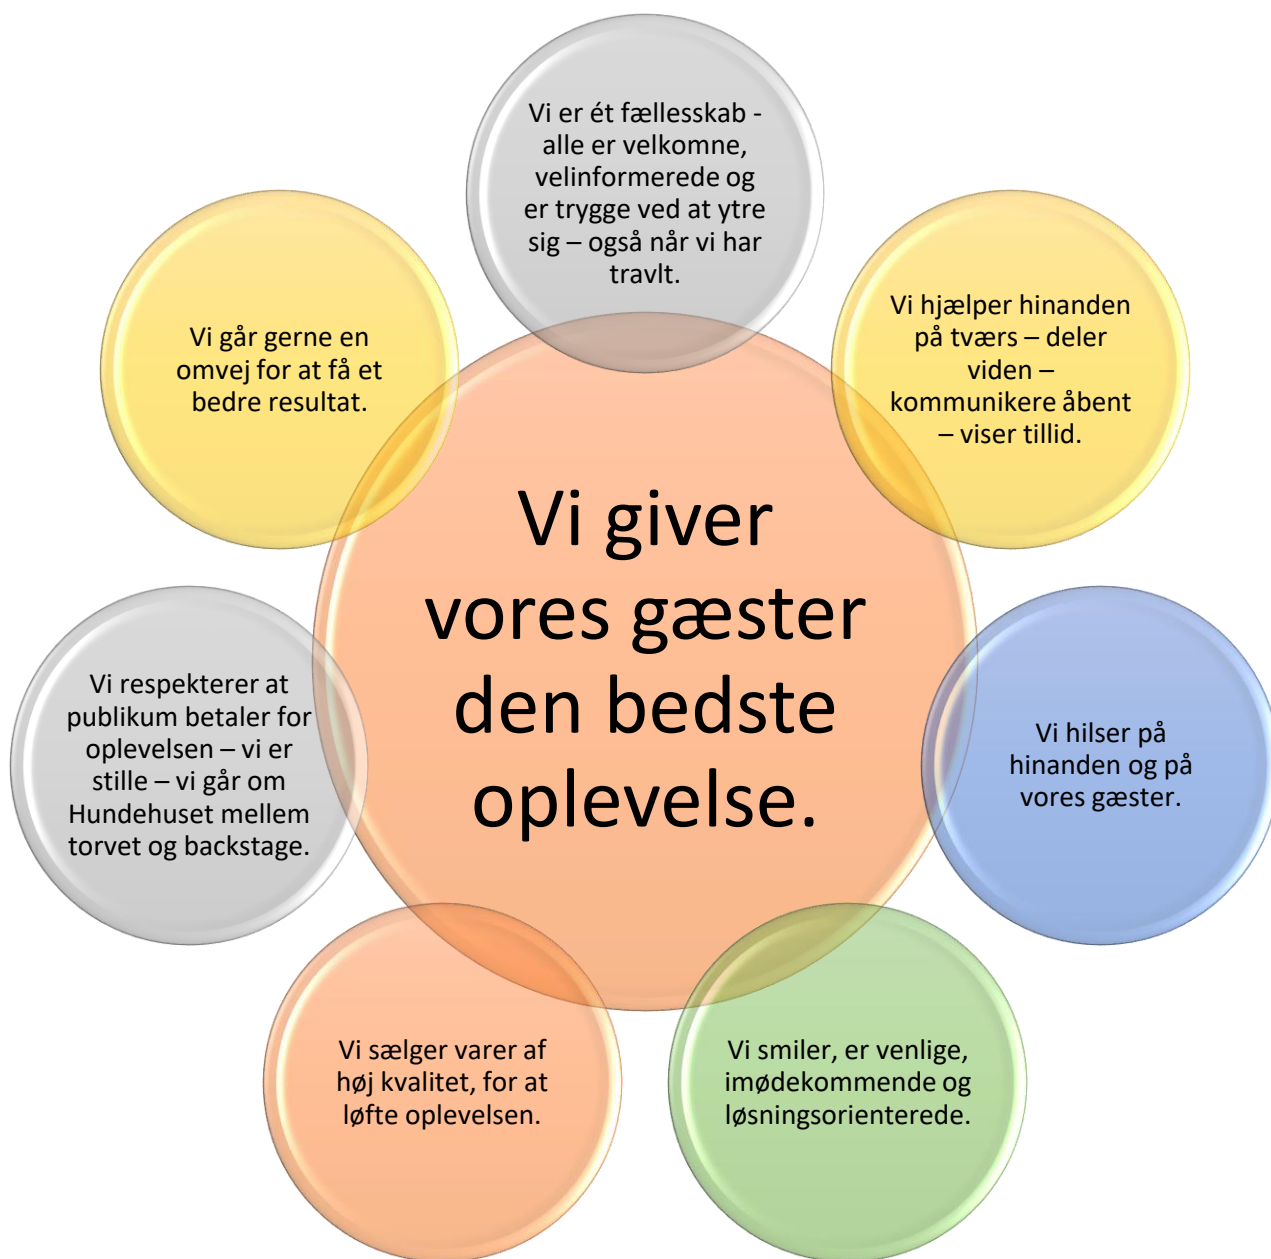 Vi er ét fællesskab -
alle er velkomne,
velinformerede og
er trygge ved at ytre
sig – også når vi har
travlt.
Vi hjælper hinanden
på tværs – deler
viden –
kommunikere åbent
– viser tillid.
Vi hilser på
hinanden og på
vores gæster.
Vi smiler, er venlige,
imødekommende og
løsningsorienterede.
Vi sælger varer af
høj kvalitet, for at
løfte oplevelsen.
Vi respekterer at
publikum betaler for
oplevelsen – vi er
stille – vi går om
Hundehuset mellem
torvet og backstage.
Vi går gerne en
omvej for at få et
bedre resultat.
Vi giver
vores gæster
den bedste
oplevelse.